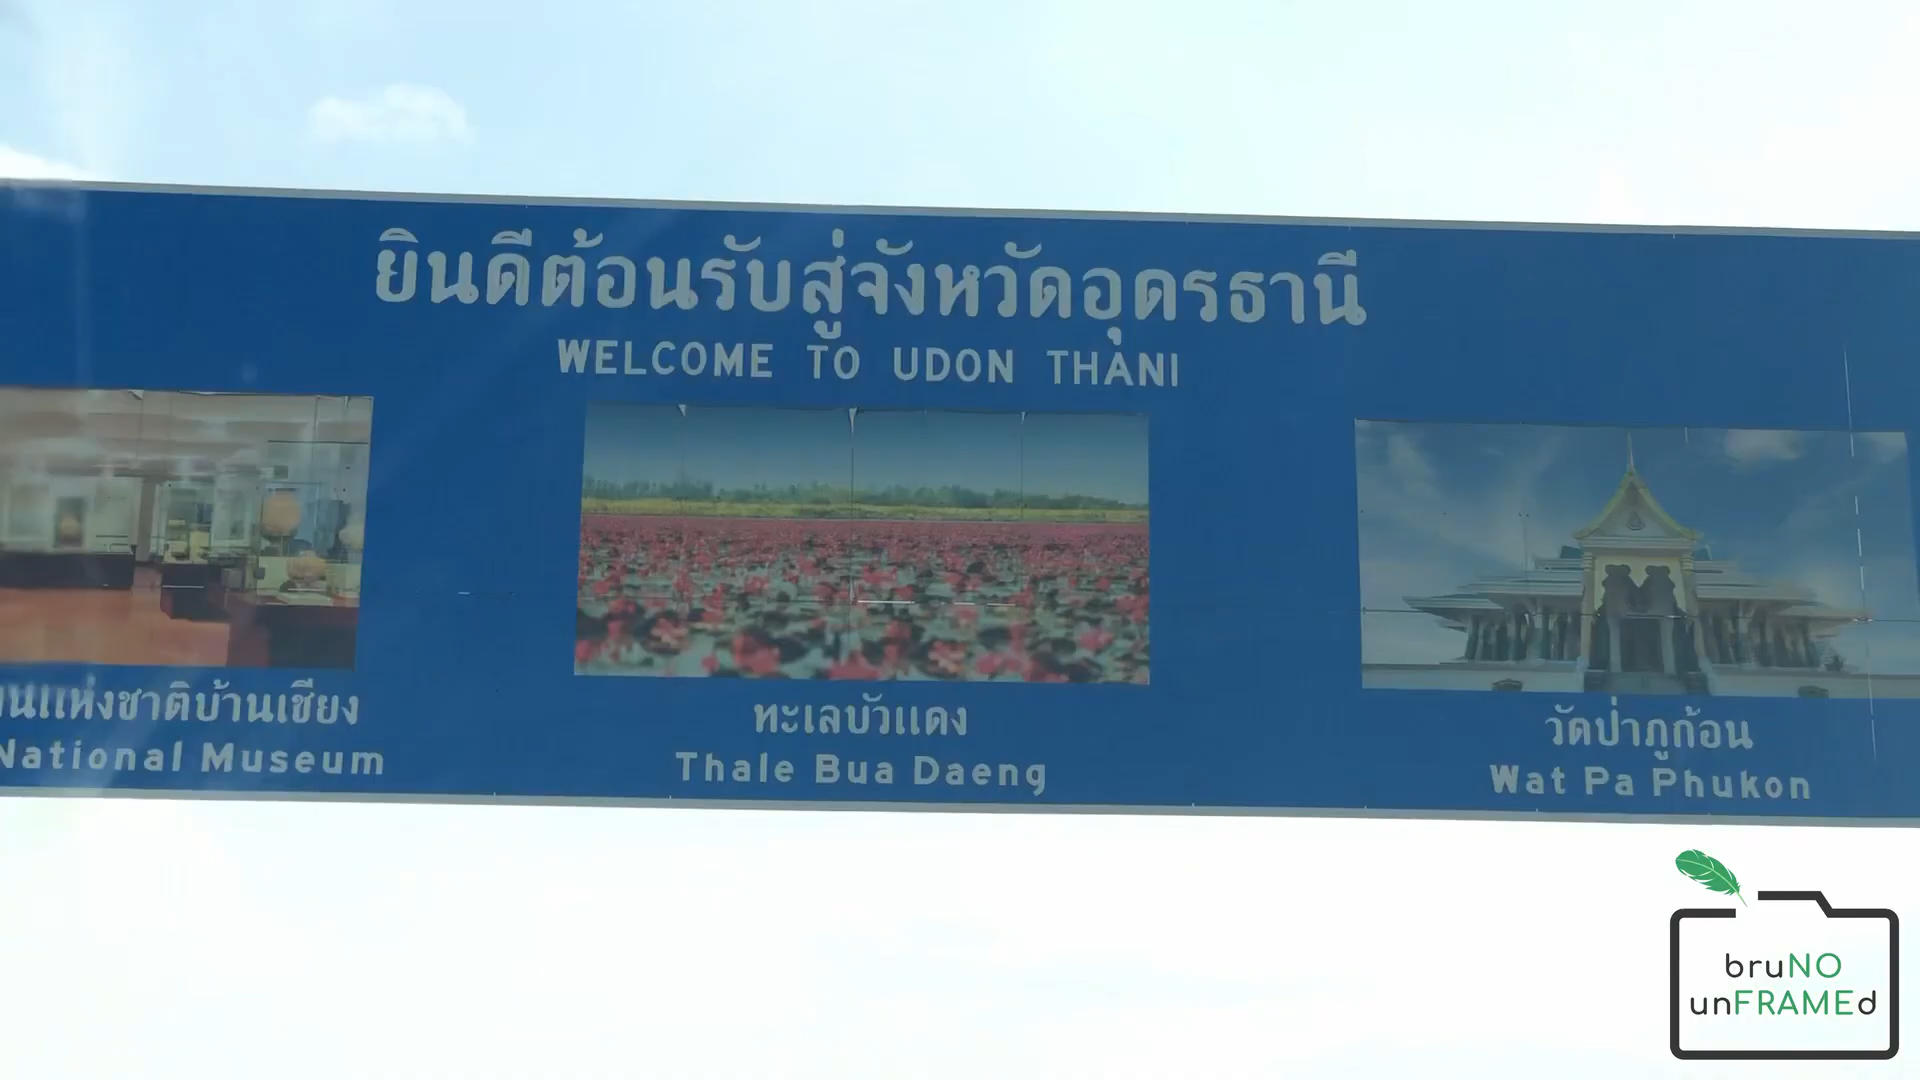 ยินดีต้อนรับสู่จังหวัดอุดรธานี
WELCOME TO UDON THANI
แห่งชาติบ้านเชียง
National Museum
ทะเลบัวแดง
Thale Bua Daeng
วัดป่าภูก้อน
Wat Pa Phukon
bruNO
unFRAMEd